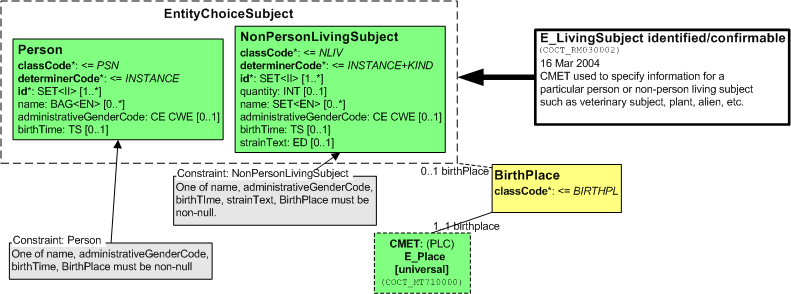 EntityChoiceSubject
Person
classCode*: <= PSN
determinerCode*: <= INSTANCE
id*: SET<II> [1..*]
name: BAG<EN> [0..*]
administrativeGenderCode: CE CWE [0..1]
birthTime: TS [0..1]
NonPersonLivingSubject
classCode*: <= NLIV
determinerCode*: <= INSTANCE+KIND
id*: SET<II> [1..*]
quantity: INT [0..1]
name: SET<EN> [0..*]
administrativeGenderCode: CE CWE [0..1]
birthTime: TS [0..1]
strainText: ED [0..1]
E_LivingSubject identified/confirmable
(COCT_RM030002)
16 Mar 2004
CMET used to specify information for a
particular person or non-person living subject
such as veterinary subject, plant, alien, etc.
Constraint: NonPersonLivingSubject
One of name, administrativeGenderCode,
birthTIme, strainText, BirthPlace must be
non-null.
0..1 birthPlace
BirthPlace
classCode*: <= BIRTHPL
1..1 birthplace
Constraint: Person
One of name, administrativeGenderCode,
birthTime, BirthPlace must be non-null
CMET: (PLC)
E_Place
[universal]
(COCT_MT710000)